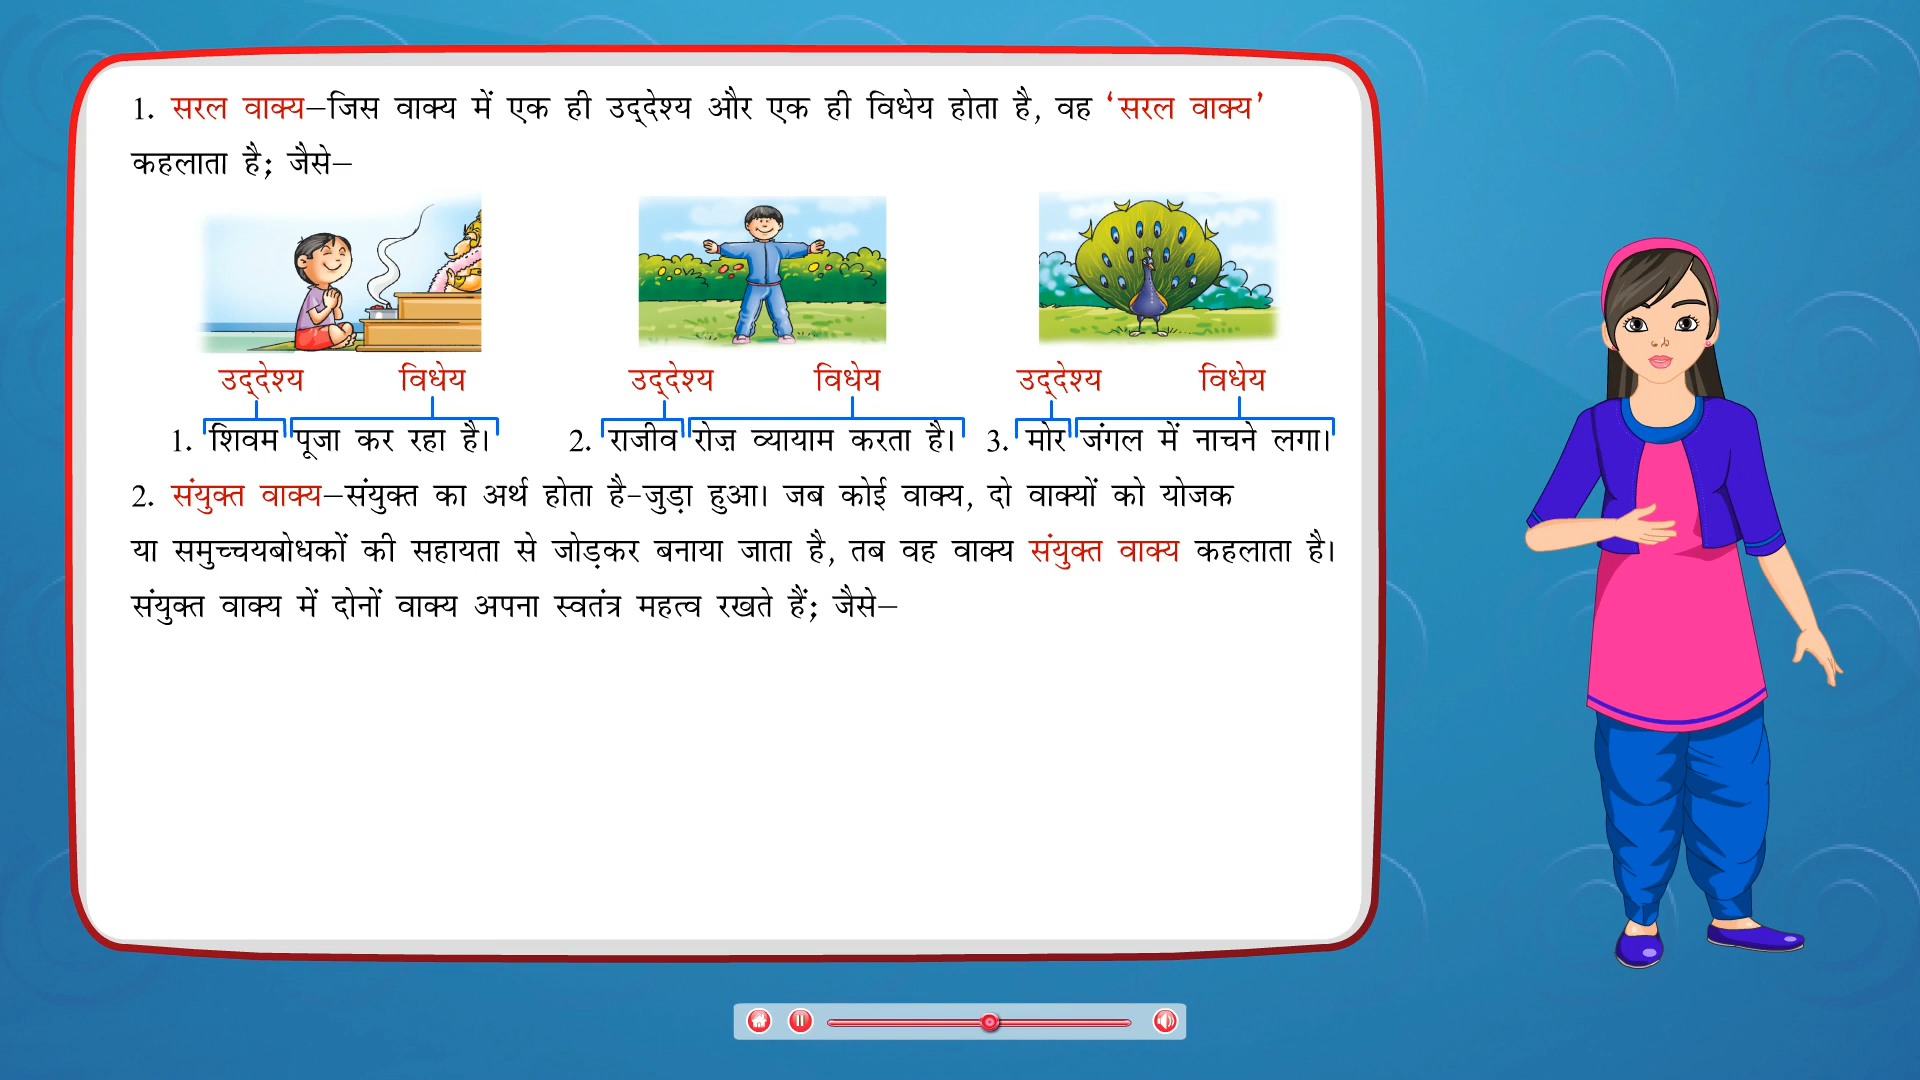 1. सरल वाक्य–जिस वाक्य में एक ही उद्‌देश्य और एक ही विधेय होता है, वह ‘सरल वाक्य’
कहलाता है; जैसे–
उद्‌देश्य विधेय उद्‌देश्य विधेय उद्‌देश्य विधेय
1. शिवम पूजा कर रहा है। 2. राजीव रोज़ व्यायाम करता है। 3. मोर जंगल में नाचने लगा।
2. संयुक्त वाक्य–संयुक्त का अर्थ होता है-जुड़ा हुआ। जब कोई वाक्य, दो वाक्यों को योजक
या समुच्चयबोधकों की सहायता से जोड़कर बनाया जाता है, तब वह वाक्य संयुक्त वाक्य कहलाता है।
संयुक्त वाक्य में दोनों वाक्य अपना स्वतंत्र महत्व रखते हैं; जैसे–